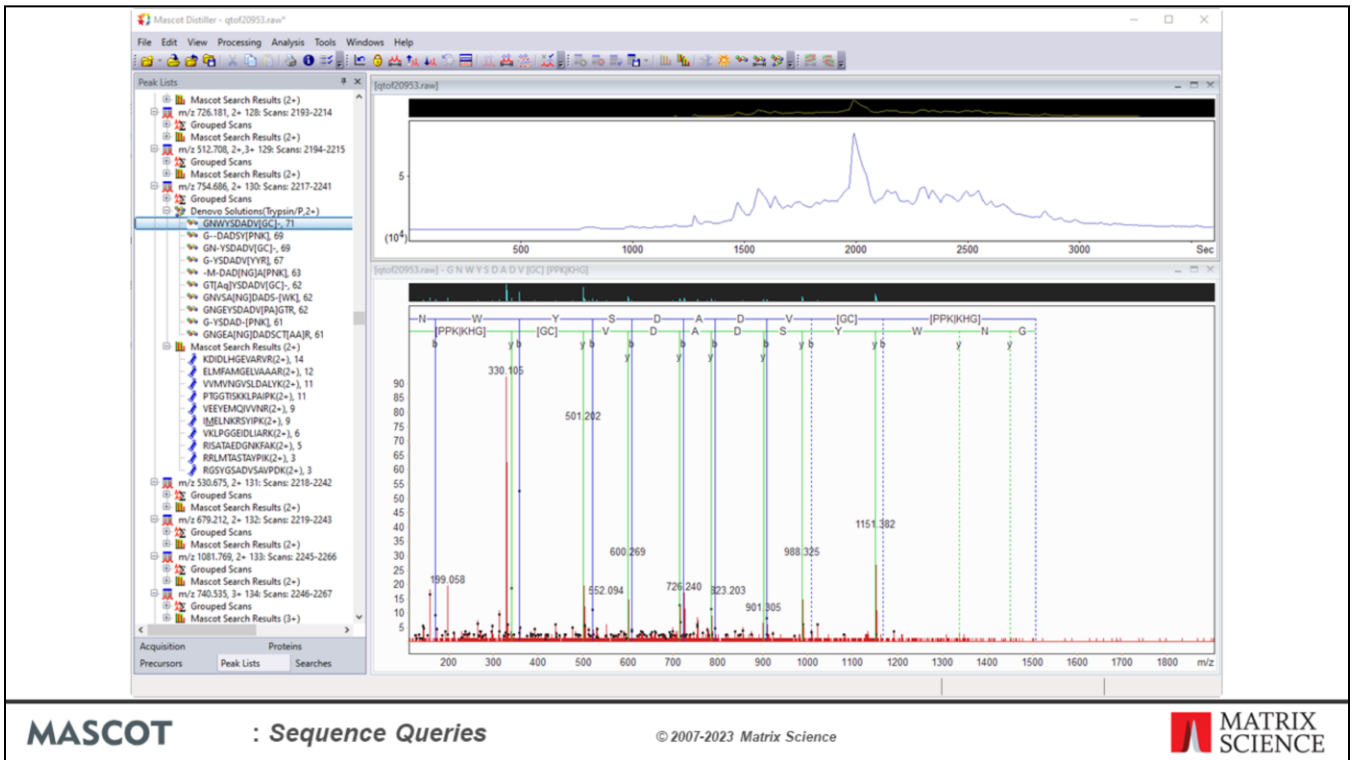 Mascot Distiller - qtof20953.raw*
File Edit View Processing Analysis Tools Windows Help
Peak Lists
Mascot Search Results (2+)
m/z 726.181, 2+ 128: Scans: 2193-2214
Grouped Scans
Mascot Search Results (2+)
m/z 512.708, 2+,3+ 129: Scans: 2194-2215
Grouped Scans
Mascot Search Results (2+)
m/z 754.686, 2+ 130: Scans: 2217-2241
Grouped Scans
Denovo Solutions(Trypsin/P,2+)
GNWYSDADV[GC]-, 71
G--DADSY[PNK], 69
GN-YSDADV[GC]-, 69
G-YSDADV[YYR], 67
-M-DAD[NG]A[PNK], 63
GT[Aq]YSDADV[GC]-, 62
GNVSA[NG]DADS-[WK], 62
GNGEYSDADV[PA]GTR, 62
G-YSDAD-[PNK], 61
GNGEA[NG]DADSCT[AA]R, 61
Mascot Search Results (2+)
KDIDLHGEVARVR(2+), 14
ELMFAMGELVAAAR(2+), 12
VVMVNGVSLDALYK(2+), 11
PTGGTISKKLPAIPK(2+), 11
VEEYEMQIVVNR(2+), 9
IMELNKRSYIPK(2+), 9
VKLPGGEIDLIARK(2+), 6
RISATAEDGNKFAK(2+), 5
RRLMTASTAYPIK(2+), 3
RGSYGSADVSAVPDK(2+), 3
m/z 530.675, 2+ 131: Scans: 2218-2242
Grouped Scans
Mascot Search Results (2+)
m/z 679.212, 2+ 132: Scans: 2219-2243
Grouped Scans
Mascot Search Results (2+)
m/z 1081.769, 2+ 133: Scans: 2245-2266
Grouped Scans
Mascot Search Results (2+)
m/z 740.535, 3+ 134: Scans: 2246-2267
Grouped Scans
Mascot Search Results (3+)
Acquisition Proteins
Precursors Peak Lists Searches
[qtof20953.raw]
5
(10⁴)
500 1000 1500 2000 2500 3000 Sec
[qtof20953.raw] - G N W Y S D A D V [GC] [PPK|KHG]
N W Y S D A D V [GC] [PPK|KHG]
[PPK|KHG] [GC] V D A D S Y W N G
b y b y b y b y b y b y y b y b y y
330.105
90
85
80
501.202
75
70
65
60
55
50
45
1151.382
40
35
600.269 988.325
30
25
199.058 552.094 726.240 823.203
20
901.305
15
10
5
200 300 400 500 600 700 800 900 1000 1100 1200 1300 1400 1500 1600 1700 1800 m/z
MASCOT : Sequence Queries © 2007-2023 Matrix Science
MATRIX
SCIENCE